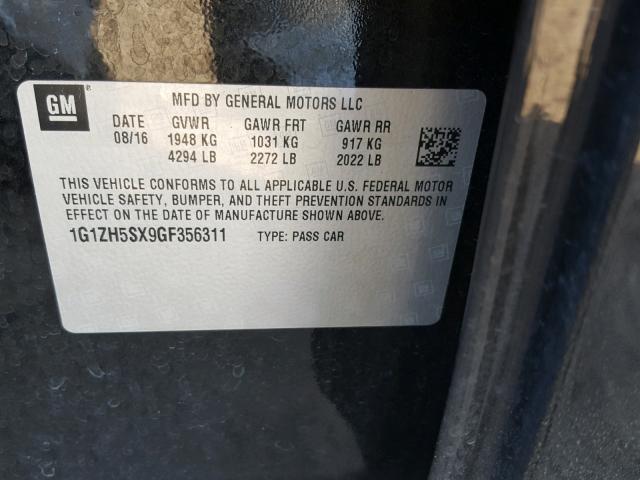 GM ®
MFD BY GENERAL MOTORS LLC
DATE GVWR GAWR FRT GAWR RR
08/16 1948 KG 1031 KG 917 KG
4294 LB 2272 LB 2022 LB
THIS VEHICLE CONFORMS TO ALL APPLICABLE U.S. FEDERAL MOTOR
VEHICLE SAFETY, BUMPER, AND THEFT PREVENTION STANDARDS IN
EFFECT ON THE DATE OF MANUFACTURE SHOWN ABOVE.
1G1ZH5SX9GF356311 TYPE: PASS CAR